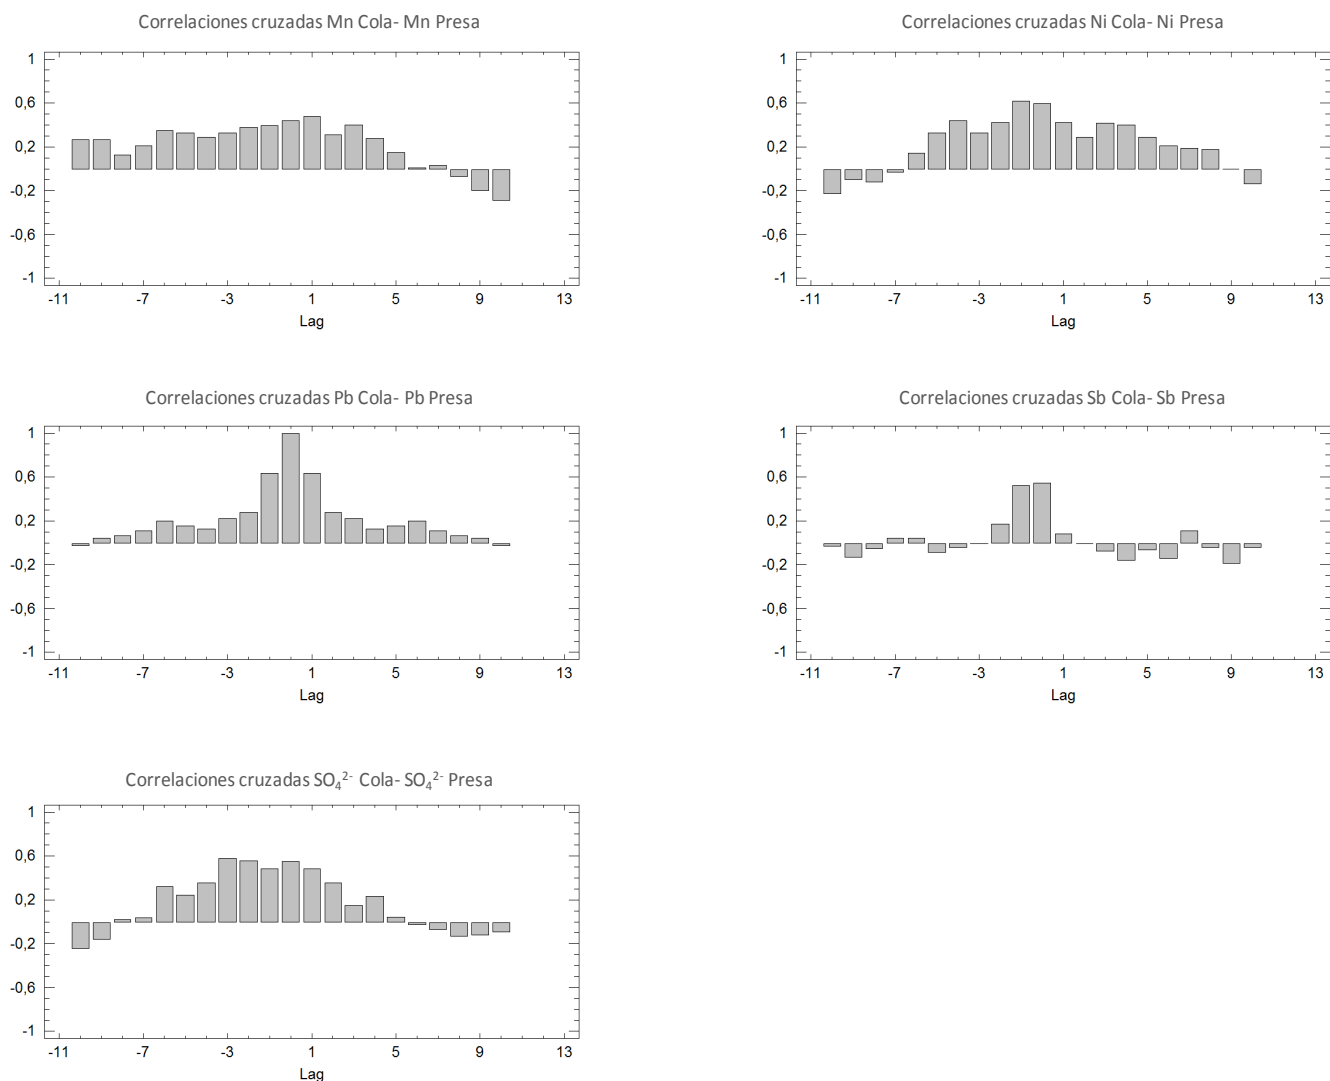 Correlaciones cruzadas Mn Cola- Mn Presa
1
0,6
0,2
-0,2
-0,6
-1
-11 -7 -3 1 5 9 13
Lag
Correlaciones cruzadas Ni Cola- Ni Presa
1
0,6
0,2
-0,2
-0,6
-1
-11 -7 -3 1 5 9 13
Lag
Correlaciones cruzadas Pb Cola- Pb Presa
1
0,6
0,2
-0,2
-0,6
-1
-11 -7 -3 1 5 9 13
Lag
Correlaciones cruzadas Sb Cola- Sb Presa
1
0,6
0,2
-0,2
-0,6
-1
-11 -7 -3 1 5 9 13
Lag
Correlaciones cruzadas SO₄²⁻ Cola- SO₄²⁻ Presa
1
0,6
0,2
-0,2
-0,6
-1
-11 -7 -3 1 5 9 13
Lag